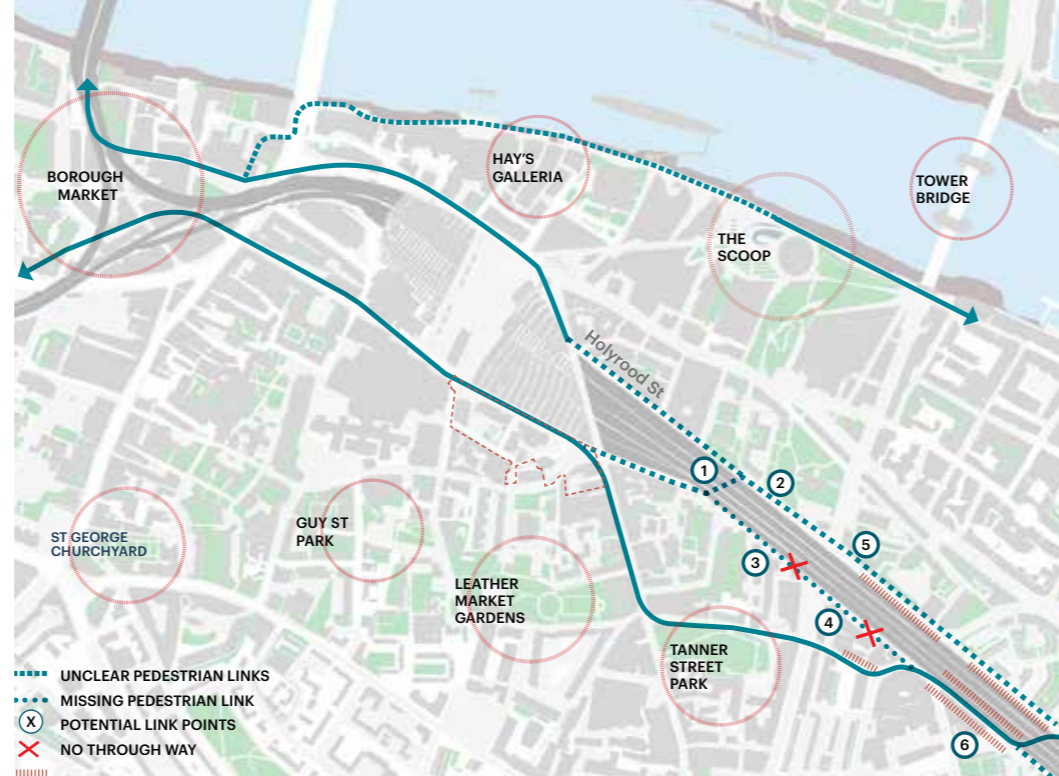 BOROUGH
MARKET
HAY'S
GALLERIA
TOWER
BRIDGE
THE
SCOOP
Holyrood St
1
2
ST GEORGE
CHURCHYARD
GUY ST
PARK
3
5
LEATHER
MARKET
GARDENS
4
TANNER
STREET
PARK
6
UNCLEAR PEDESTRIAN LINKS
MISSING PEDESTRIAN LINK
X
POTENTIAL LINK POINTS
NO THROUGH WAY